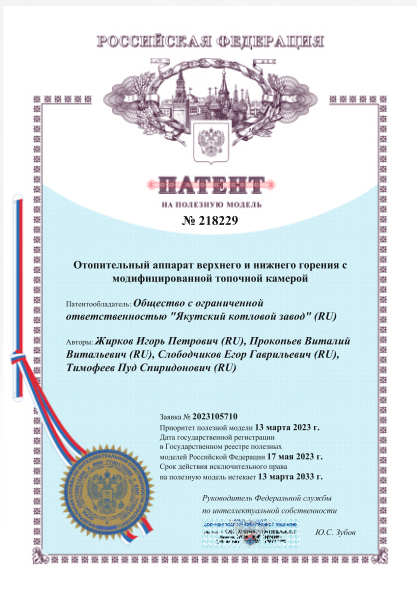 РОССИЙСКАЯ ФЕДЕРАЦИЯ
ПАТЕНТ
НА ПОЛЕЗНУЮ МОДЕЛЬ
№ 218229
Отопительный аппарат верхнего и нижнего горения с
модифицированной топочной камерой
Патентообладатель: Общество с ограниченной
ответственностью "Якутский котловой завод" (RU)
Авторы: Жирков Игорь Петрович (RU), Прокопьев Виталий
Витальевич (RU), Слободчиков Егор Гаврильевич (RU),
Тимофеев Пуд Спиридонович (RU)
Заявка № 2023105710
Приоритет полезной модели 13 марта 2023 г.
Дата государственной регистрации
в Государственном реестре полезных
моделей Российской Федерации 17 мая 2023 г.
Срок действия исключительного права
на полезную модель истекает 13 марта 2033 г.
Руководитель Федеральной службы
по интеллектуальной собственности
Ю.С. Зубов